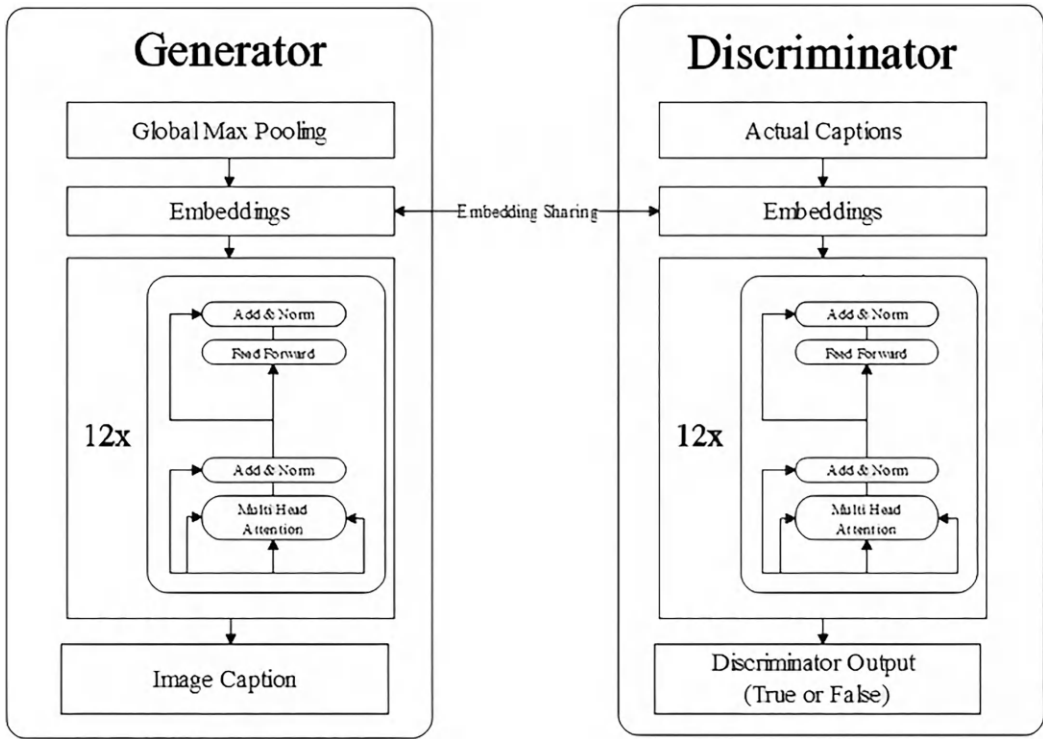 Generator
Global Max Pooling
Embeddings
12x
Add & Norm
Feed Forward
Add & Norm
Multi Head
Attention
Image Caption
Embedding Sharing
Discriminator
Actual Captions
Embeddings
12x
Add & Norm
Feed Forward
Add & Norm
Multi Head
Attention
Discriminator Output
(True or False)